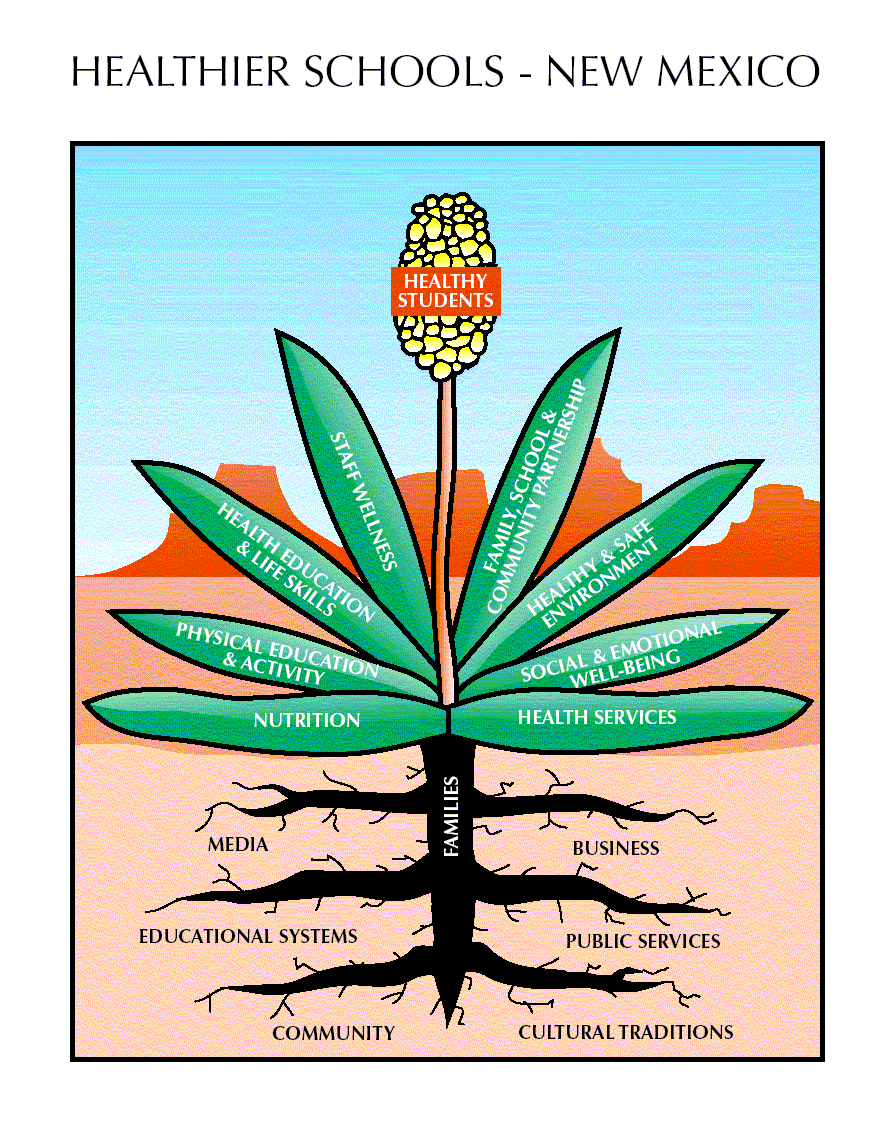 HEALTHIER SCHOOLS - NEW MEXICO
HEALTHY
STUDENTS
STAFF WELLNESS
FAMILY, SCHOOL &
COMMUNITY PARTNERSHIP
HEALTH EDUCATION
& LIFE SKILLS
HEALTHY & SAFE
ENVIRONMENT
PHYSICAL EDUCATION
& ACTIVITY
SOCIAL & EMOTIONAL
WELL-BEING
NUTRITION
HEALTH SERVICES
FAMILIES
MEDIA
BUSINESS
EDUCATIONAL SYSTEMS
PUBLIC SERVICES
COMMUNITY
CULTURAL TRADITIONS